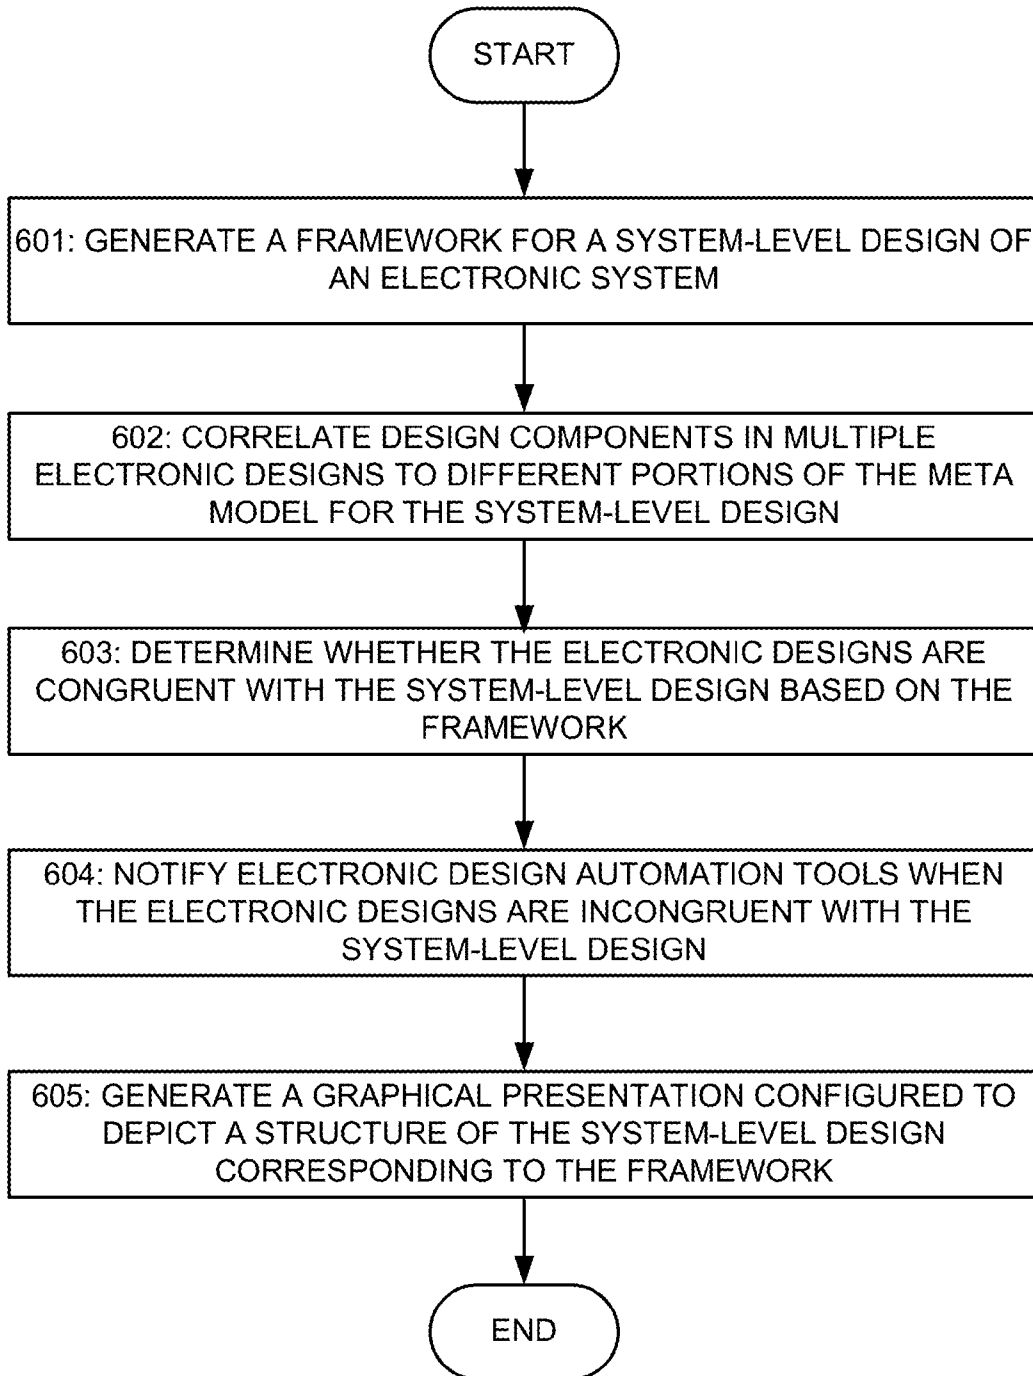 START
601: GENERATE A FRAMEWORK FOR A SYSTEM-LEVEL DESIGN OF
AN ELECTRONIC SYSTEM
602: CORRELATE DESIGN COMPONENTS IN MULTIPLE
ELECTRONIC DESIGNS TO DIFFERENT PORTIONS OF THE META
MODEL FOR THE SYSTEM-LEVEL DESIGN
603: DETERMINE WHETHER THE ELECTRONIC DESIGNS ARE
CONGRUENT WITH THE SYSTEM-LEVEL DESIGN BASED ON THE
FRAMEWORK
604: NOTIFY ELECTRONIC DESIGN AUTOMATION TOOLS WHEN
THE ELECTRONIC DESIGNS ARE INCONGRUENT WITH THE
SYSTEM-LEVEL DESIGN
605: GENERATE A GRAPHICAL PRESENTATION CONFIGURED TO
DEPICT A STRUCTURE OF THE SYSTEM-LEVEL DESIGN
CORRESPONDING TO THE FRAMEWORK
END